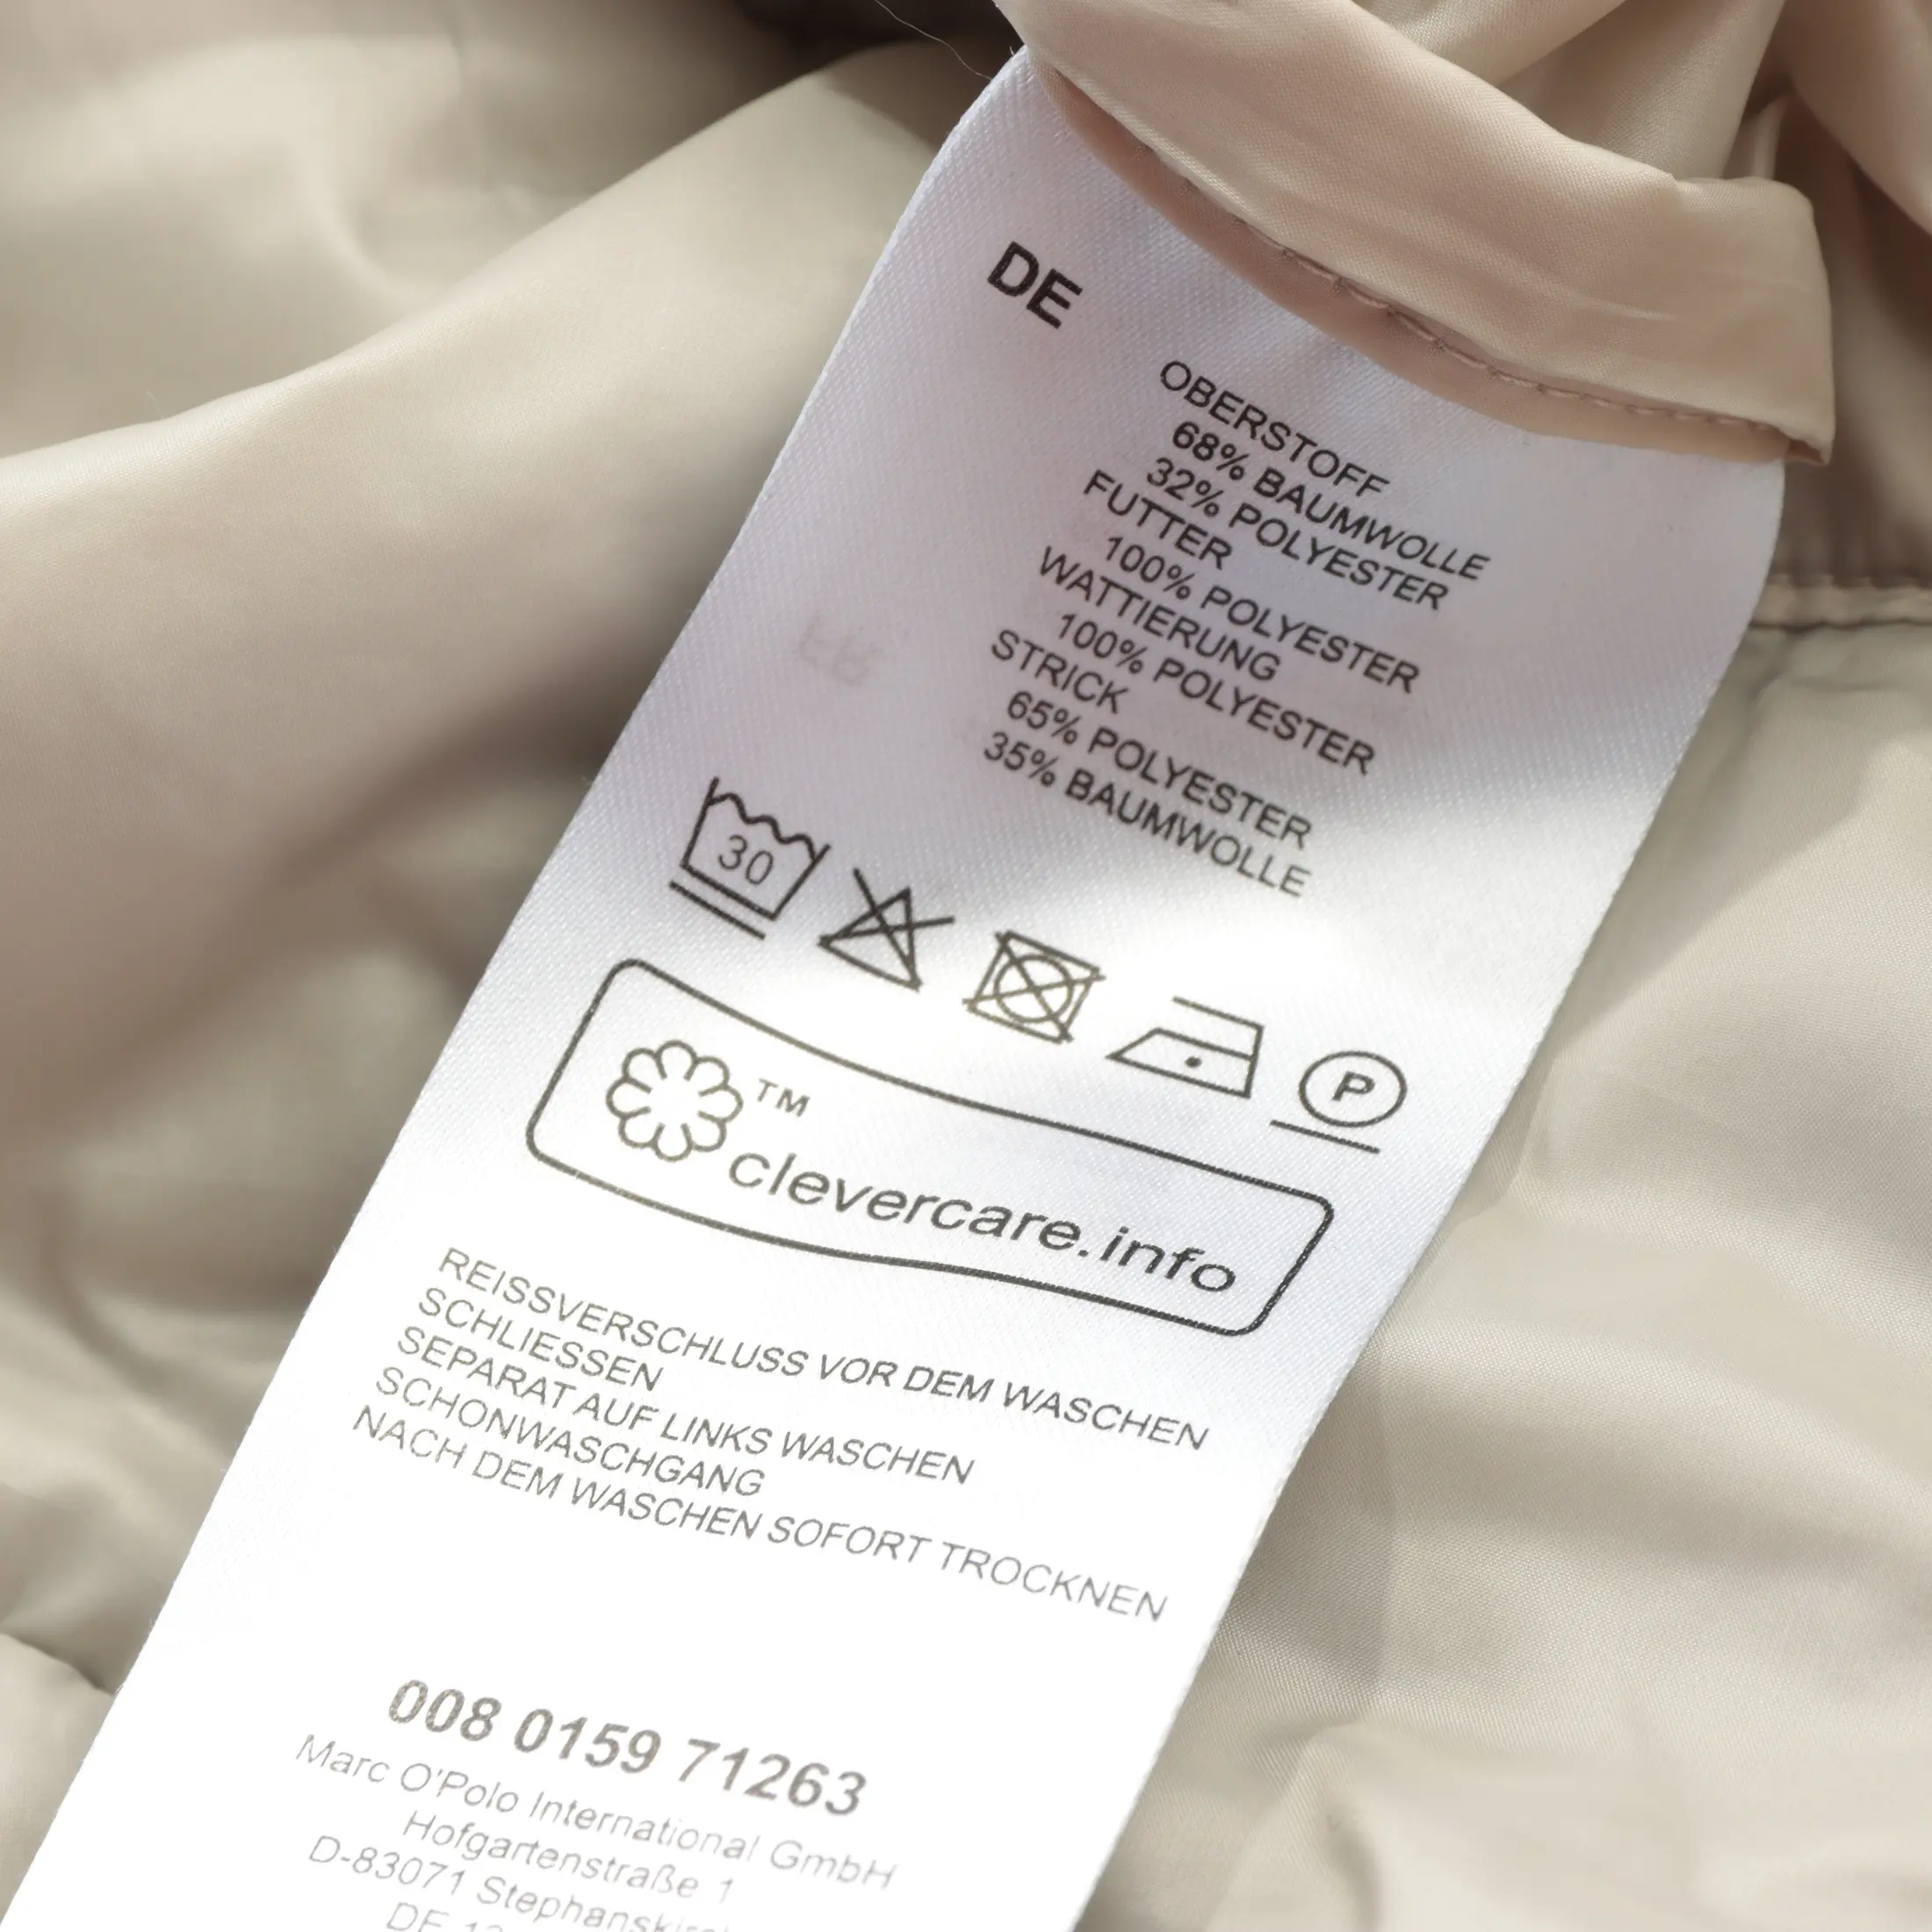 DE
OBERSTOFF
68% BAUMWOLLE
32% POLYESTER
FUTTER
100% POLYESTER
WATTIERUNG
100% POLYESTER
STRICK
65% POLYESTER
35% BAUMWOLLE
30
P
TM
clevercare.info
REISSVERSCHLUSS VOR DEM WASCHEN
SCHLIESSEN
SEPARAT AUF LINKS WASCHEN
SCHONWASCHGANG
NACH DEM WASCHEN SOFORT TROCKNEN
008 0159 71263
Marc O'Polo International GmbH
Hofgartenstraße 1
D-83071
DE